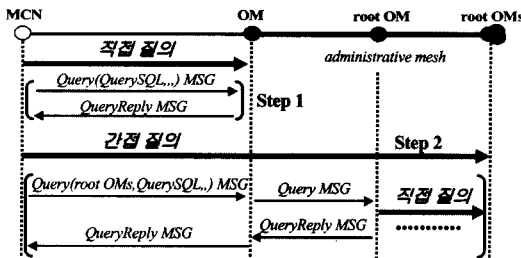 MCN OM root OM root OMs
직접 질의 administrative mesh
Query(QuerySQL,,,) MSG
QueryReply MSG
Step 1
간접 질의 Step 2
Query(root OMs,QuerySQL,,) MSG Query MSG 직접 질의
QueryReply MSG QueryReply MSG